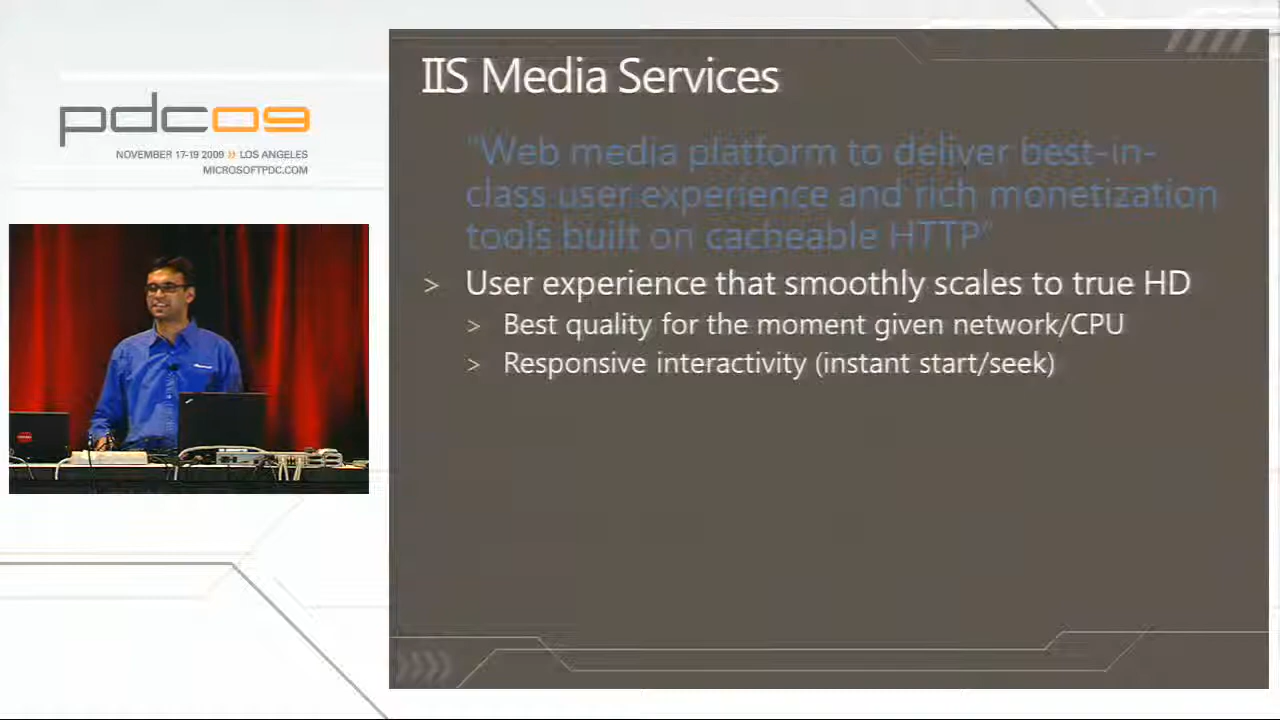 pdc09
NOVEMBER 17-19 2009 » LOS ANGELES
MICROSOFTPDC.COM
IIS Media Services
"Web media platform to deliver best-in-
class user experience and rich monetization
tools built on cacheable HTTP"
> User experience that smoothly scales to true HD
> Best quality for the moment given network/CPU
> Responsive interactivity (instant start/seek)